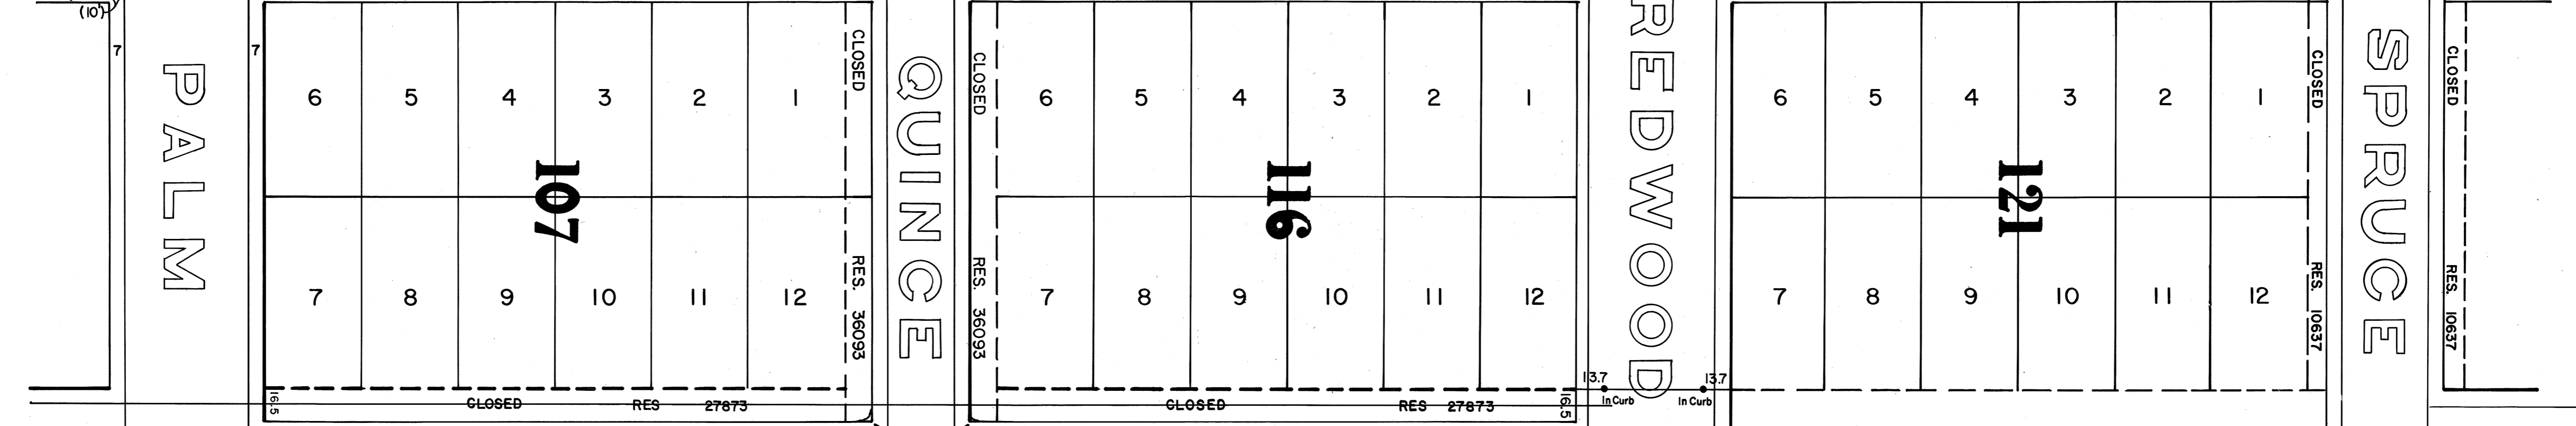 (10')
7
PALM
7
6 5 4 3 2 1
107
7 8 9 10 11 12
CLOSED RES. 36093
16.5
CLOSED RES 27873
QUINCE
CLOSED RES. 36093
6 5 4 3 2 1
116
7 8 9 10 11 12
CLOSED RES 27873
16.5
13.7
In Curb
REDWOOD
13.7
In Curb
6 5 4 3 2 1
121
7 8 9 10 11 12
CLOSED RES. 10637
SPRUCE
CLOSED RES. 10637